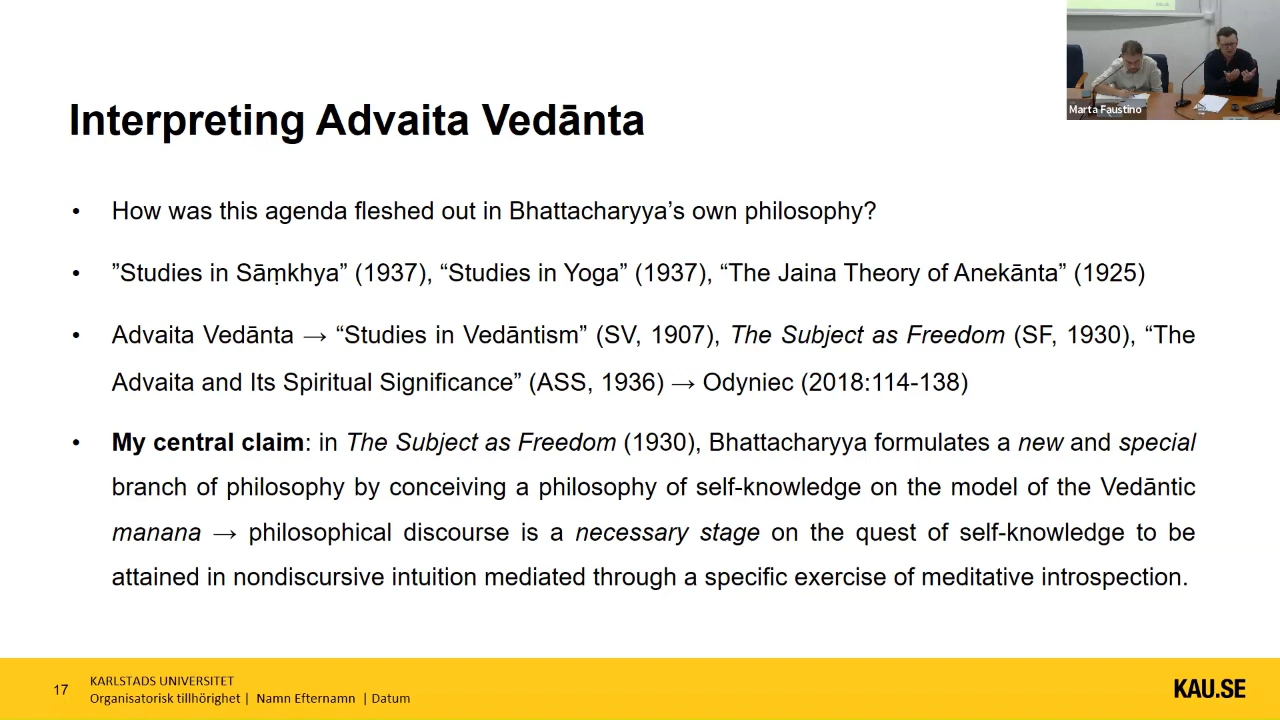 Marta Faustino
Interpreting Advaita Vedānta
• How was this agenda fleshed out in Bhattacharyya’s own philosophy?
• ”Studies in Sāṃkhya” (1937), “Studies in Yoga” (1937), “The Jaina Theory of Anekānta” (1925)
• Advaita Vedānta → “Studies in Vedāntism” (SV, 1907), The Subject as Freedom (SF, 1930), “The
Advaita and Its Spiritual Significance” (ASS, 1936) → Odyniec (2018:114-138)
• My central claim: in The Subject as Freedom (1930), Bhattacharyya formulates a new and special
branch of philosophy by conceiving a philosophy of self-knowledge on the model of the Vedāntic
manana → philosophical discourse is a necessary stage on the quest of self-knowledge to be
attained in nondiscursive intuition mediated through a specific exercise of meditative introspection.
17
KARLSTADS UNIVERSITET
Organisatorisk tillhörighet | Namn Efternamn | Datum
KAU.SE